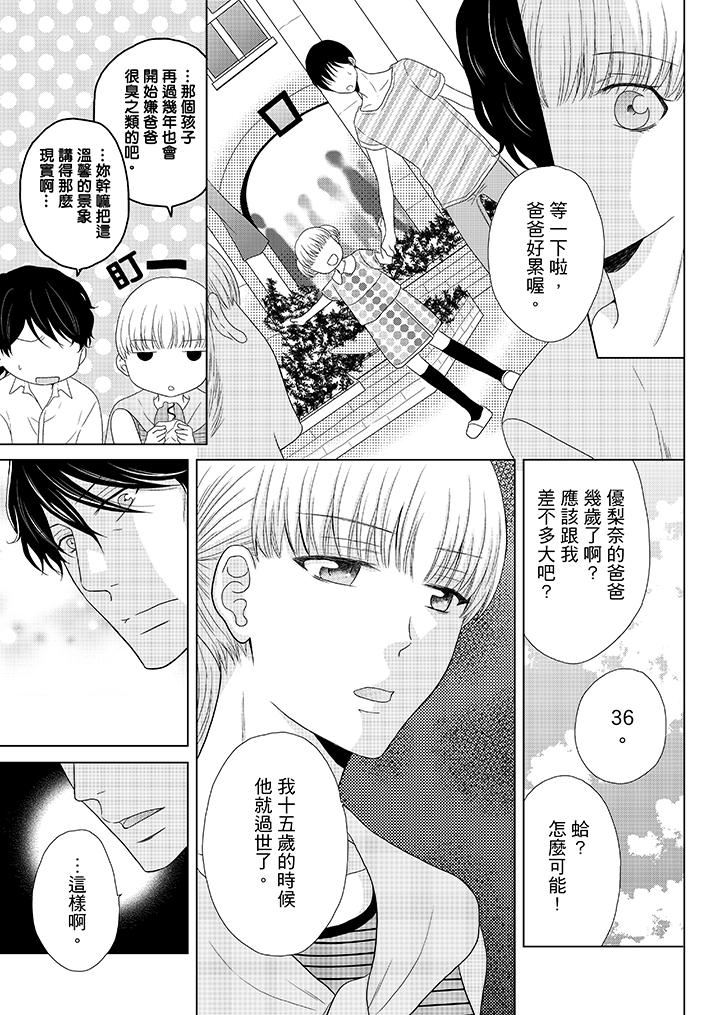 等一下啦，
爸爸好累喔。
…那個孩子
再過幾年也會
開始嫌爸爸
很臭之類的吧。
…妳幹嘛把這
溫馨的景象
講得那麼
現實啊…
盯——
優梨奈的爸爸
幾歲了啊？
應該跟我
差不多大吧？
36。
蛤？
怎麼可能！
我十五歲的時候
他就過世了。
…這樣啊。